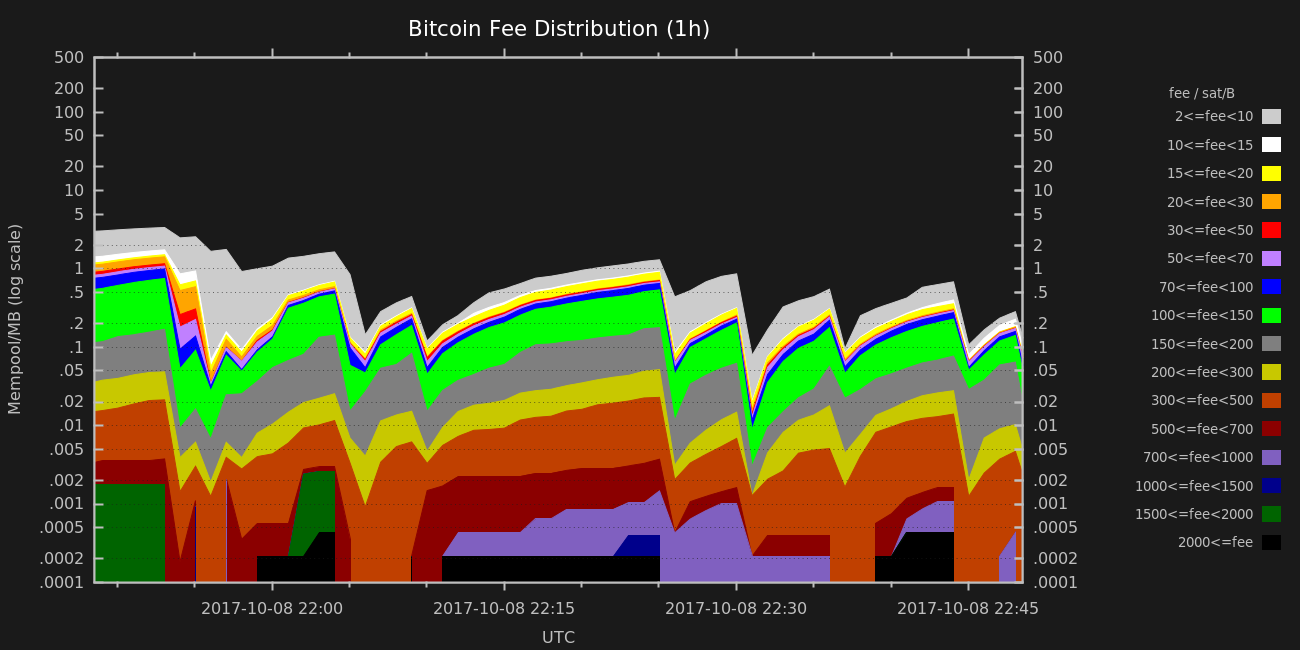 Bitcoin Fee Distribution (1h)
Mempool/MB (log scale)
500
200
100
50
20
10
5
2
1
.5
.2
.1
.05
.02
.01
.005
.002
.001
.0005
.0002
.0001
500
200
100
50
20
10
5
2
1
.5
.2
.1
.05
.02
.01
.005
.002
.001
.0005
.0002
.0001
2017-10-08 22:00
2017-10-08 22:15
2017-10-08 22:30
2017-10-08 22:45
UTC
fee / sat/B
2<=fee<10
10<=fee<15
15<=fee<20
20<=fee<30
30<=fee<50
50<=fee<70
70<=fee<100
100<=fee<150
150<=fee<200
200<=fee<300
300<=fee<500
500<=fee<700
700<=fee<1000
1000<=fee<1500
1500<=fee<2000
2000<=fee